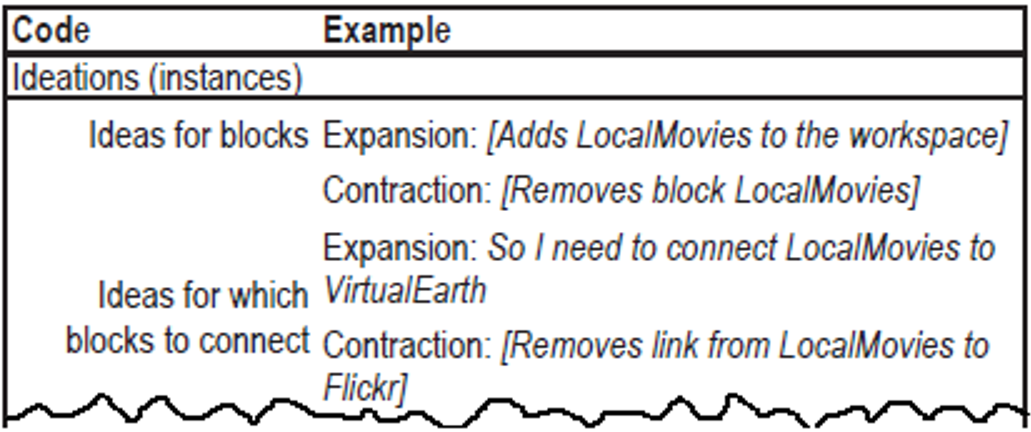 Code Example
Ideations (instances)
Ideas for blocks Expansion: [Adds LocalMovies to the workspace]
Contraction: [Removes block LocalMovies]
Expansion: So I need to connect LocalMovies to
Ideas for which VirtualEarth
blocks to connect Contraction: [Removes link from LocalMovies to
Flickr]